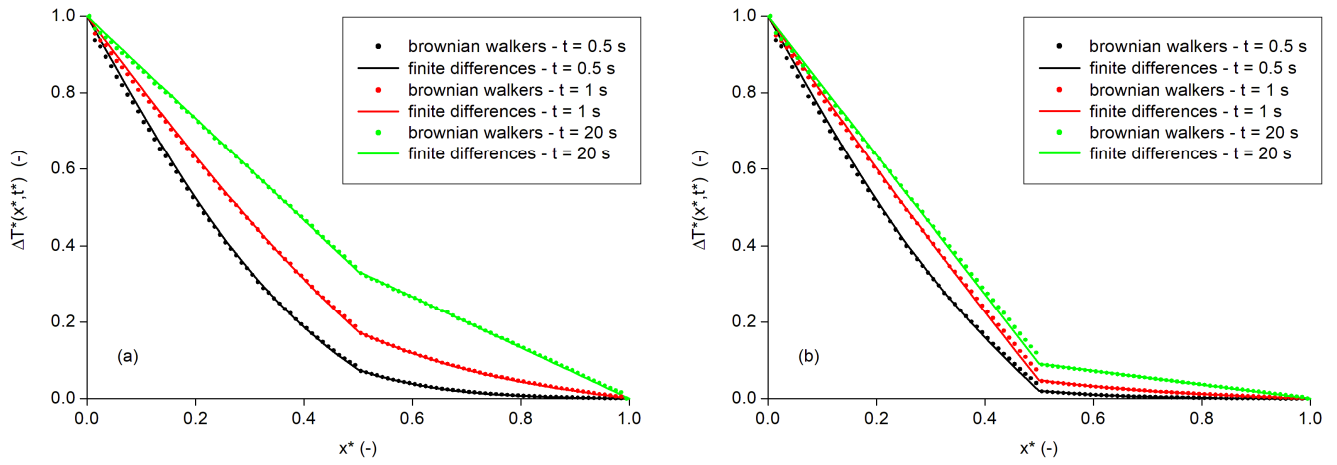 1.0
0.8
0.6
0.4
0.2
0.0
ΔT*(x*,t*) (-)
brownian walkers - t = 0.5 s
finite differences - t = 0.5 s
brownian walkers - t = 1 s
finite differences - t = 1 s
brownian walkers - t = 20 s
finite differences - t = 20 s
(a)
0.0 0.2 0.4 0.6 0.8 1.0
x* (-)
1.0
0.8
0.6
0.4
0.2
0.0
ΔT*(x*,t*) (-)
brownian walkers - t = 0.5 s
finite differences - t = 0.5 s
brownian walkers - t = 1 s
finite differences - t = 1 s
brownian walkers - t = 20 s
finite differences - t = 20 s
(b)
0.0 0.2 0.4 0.6 0.8 1.0
x* (-)